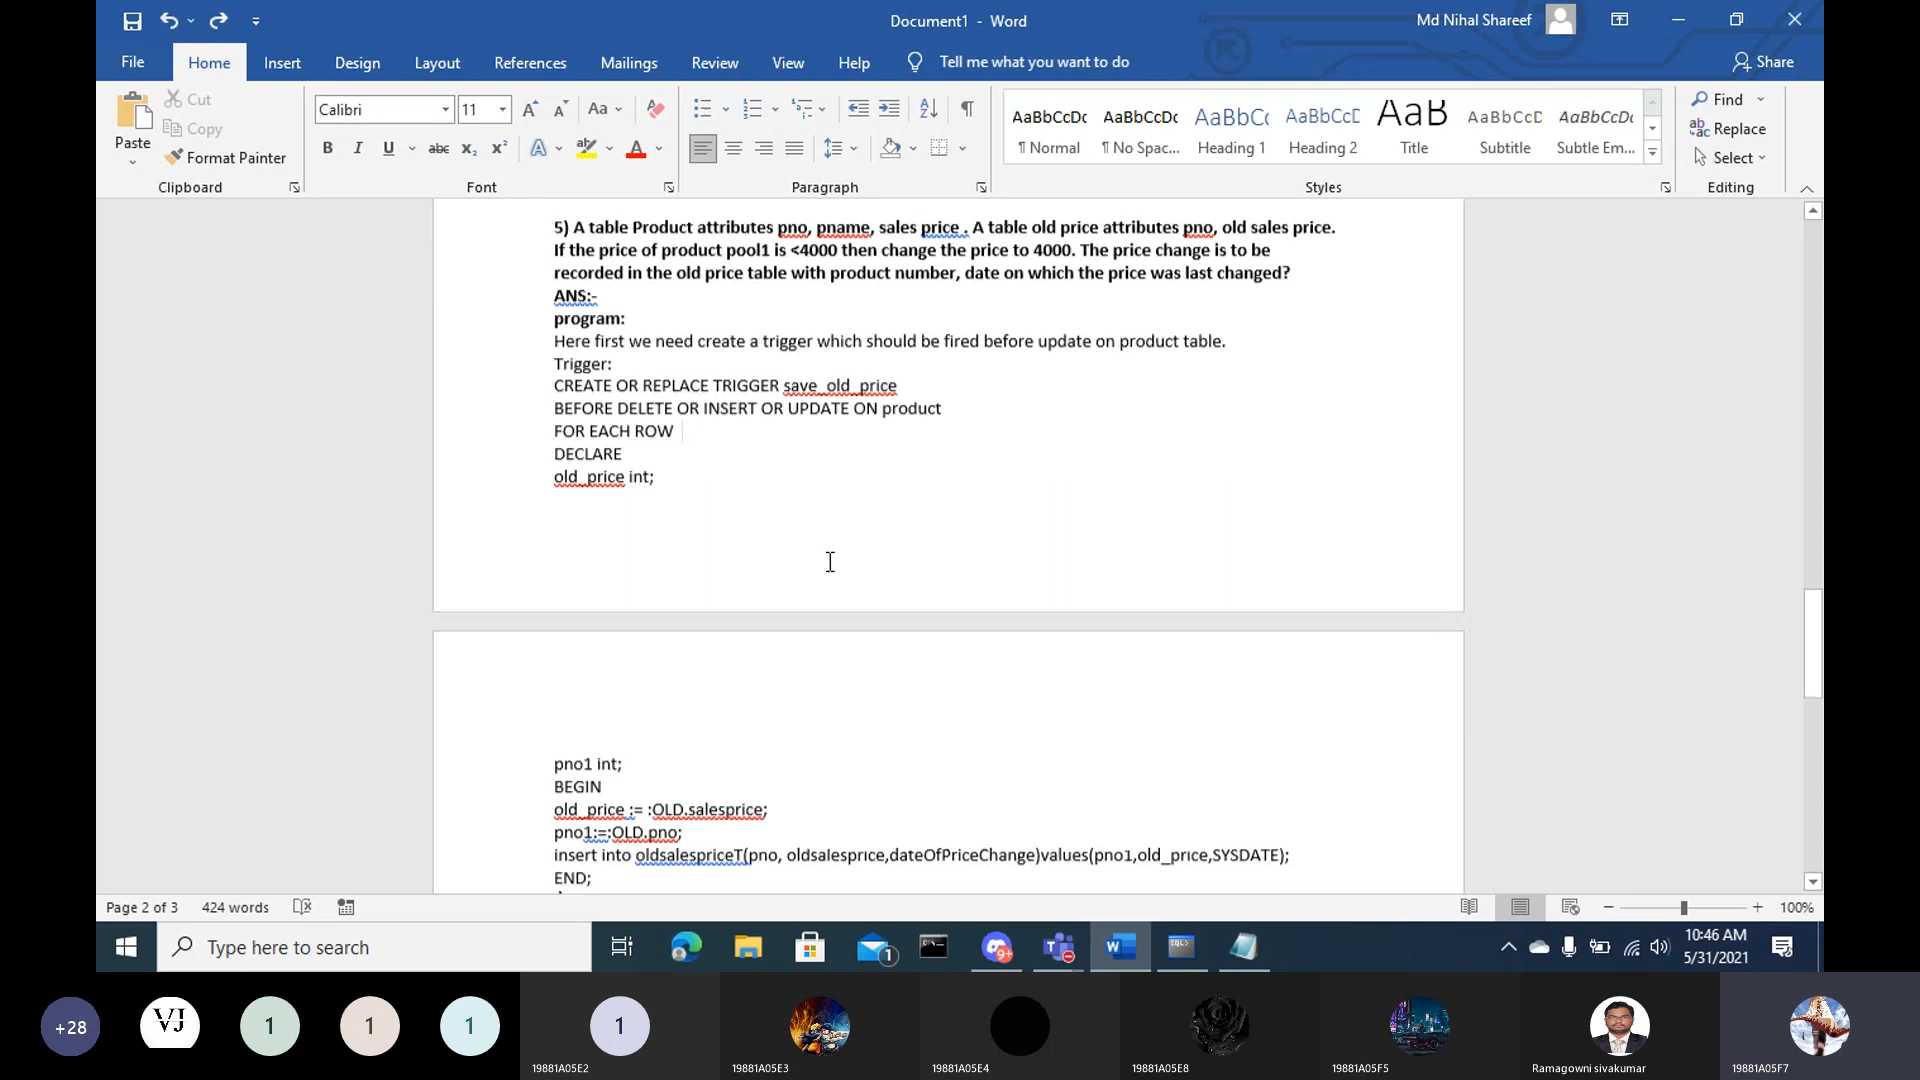 Document1 - Word
Md Nihal Shareef
File Home Insert Design Layout References Mailings Review View Help Tell me what you want to do Share
Paste
Cut
Copy
Format Painter
Clipboard
Calibri 11
Font
Paragraph
AaBbCcDc AaBbCcDc AaBbC AaBbCcD AaB AaBbCcD AaBbCcDc
¶ Normal ¶ No Spac... Heading 1 Heading 2 Title Subtitle Subtle Em...
Styles
Find
Replace
Select
Editing
5) A table Product attributes pno, pname, sales price . A table old price attributes pno, old sales price.
If the price of product pool1 is <4000 then change the price to 4000. The price change is to be
recorded in the old price table with product number, date on which the price was last changed?
ANS:-
program:
Here first we need create a trigger which should be fired before update on product table.
Trigger:
CREATE OR REPLACE TRIGGER save_old_price
BEFORE DELETE OR INSERT OR UPDATE ON product
FOR EACH ROW
DECLARE
old_price int;
pno1 int;
BEGIN
old_price := :OLD.salesprice;
pno1:=:OLD.pno;
insert into oldsalespriceT(pno, oldsalesprice,dateOfPriceChange)values(pno1,old_price,SYSDATE);
END;
Page 2 of 3 424 words
100%
Type here to search
1
9+
10:46 AM
5/31/2021
+28 VJ 1 1 1 1
19881A05E2 19881A05E3 19881A05E4 19881A05E8 19881A05F5 Ramagowni sivakumar 19881A05F7